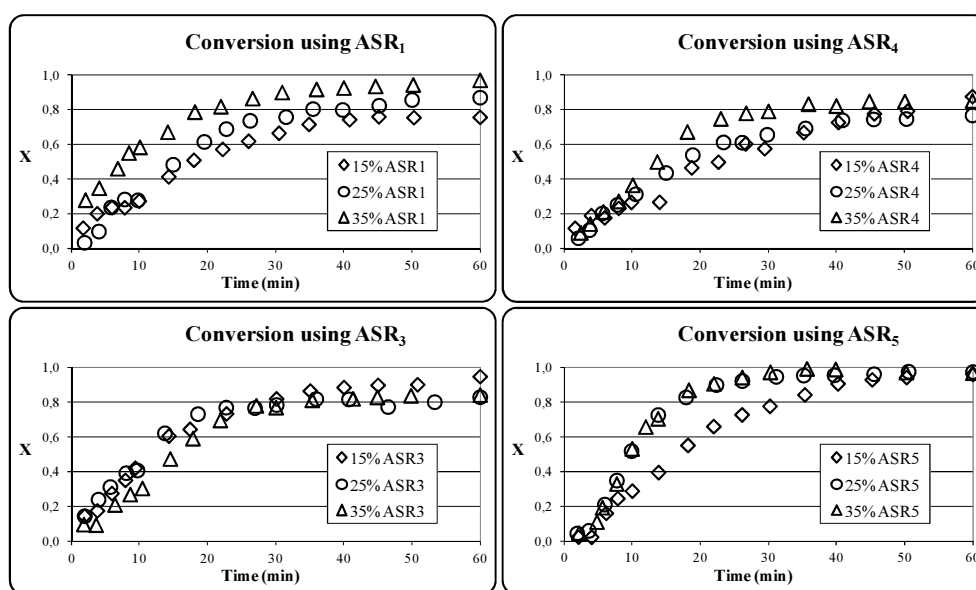 Conversion using ASR₁
1,0
0,8
0,6
X
0,4
0,2
0,0
0 10 20 30 40 50 60
Time (min)
15%ASR1
25%ASR1
35%ASR1
Conversion using ASR₄
1,0
0,8
0,6
X
0,4
0,2
0,0
0 10 20 30 40 50 60
Time (min)
15%ASR4
25%ASR4
35%ASR4
Conversion using ASR₃
1,0
0,8
0,6
X
0,4
0,2
0,0
0 10 20 30 40 50 60
Time (min)
15%ASR3
25%ASR3
35%ASR3
Conversion using ASR₅
1,0
0,8
0,6
X
0,4
0,2
0,0
0 10 20 30 40 50 60
Time (min)
15%ASR5
25%ASR5
35%ASR5